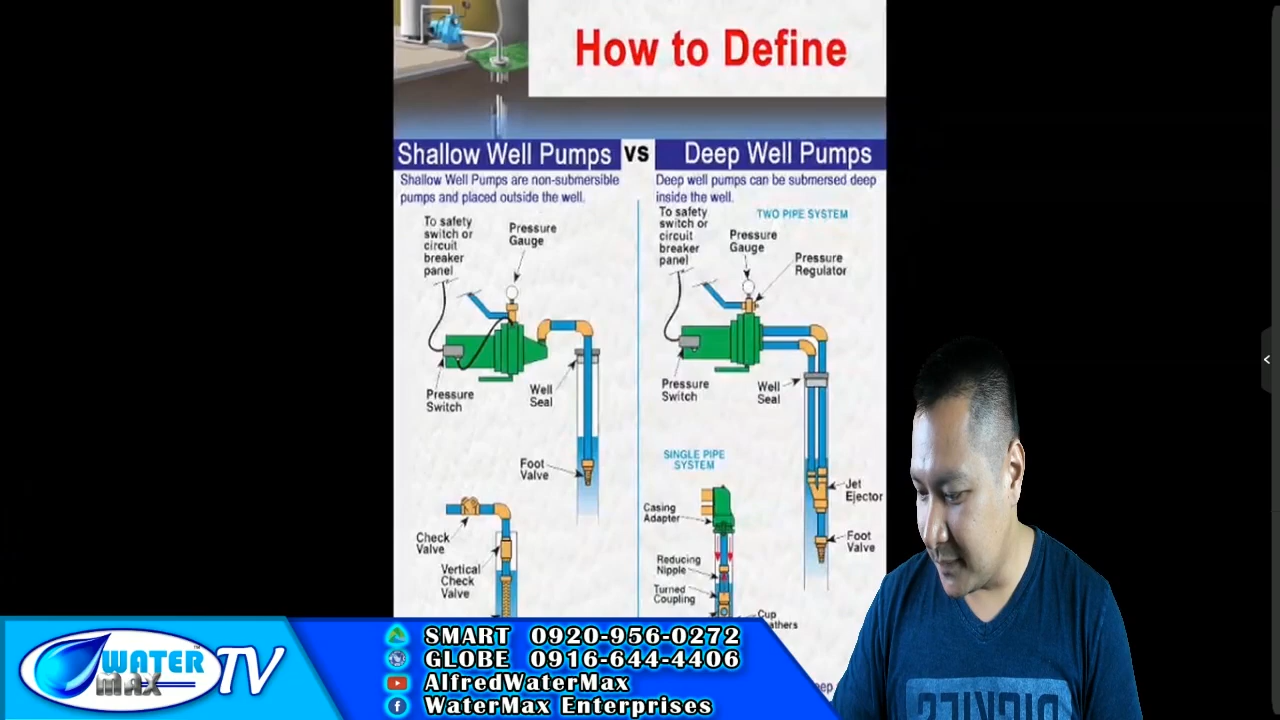 How to Define
Shallow Well Pumps vs Deep Well Pumps
Shallow Well Pumps are non-submersible
pumps and placed outside the well.
To safety
switch or
circuit
breaker
panel
Pressure
Gauge
Pressure
Switch
Well
Seal
Foot
Valve
Check
Valve
Vertical
Check
Valve
Deep well pumps can be submersed deep
inside the well.
TWO PIPE SYSTEM
To safety
switch or
circuit
breaker
panel
Pressure
Gauge
Pressure
Regulator
Pressure
Switch
Well
Seal
Jet
Ejector
Foot
Valve
SINGLE PIPE
SYSTEM
Casing
Adapter
Reducing
Nipple
Turned
Coupling
Cup
WATER MAX TV
SMART 0920-956-0272
GLOBE 0916-644-4406
AlfredWaterMax
WaterMax Enterprises
DICKIES